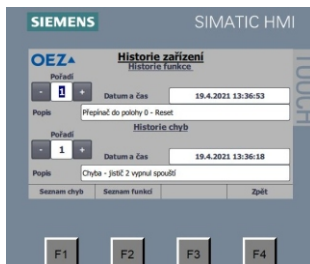 SIEMENS SIMATIC HMI
OEZ
Historie zařízení
Historie funkce
Pořadí
- 1 +
Datum a čas 19.4.2021 13:36:53
Popis Přepínač do polohy 0 - Reset
Historie chyb
Pořadí
- 1 +
Datum a čas 19.4.2021 13:36:18
Popis Chyba - jistič 2 vypnul spouští
Seznam chyb Seznam funkcí Zpět
TOUCH
F1 F2 F3 F4